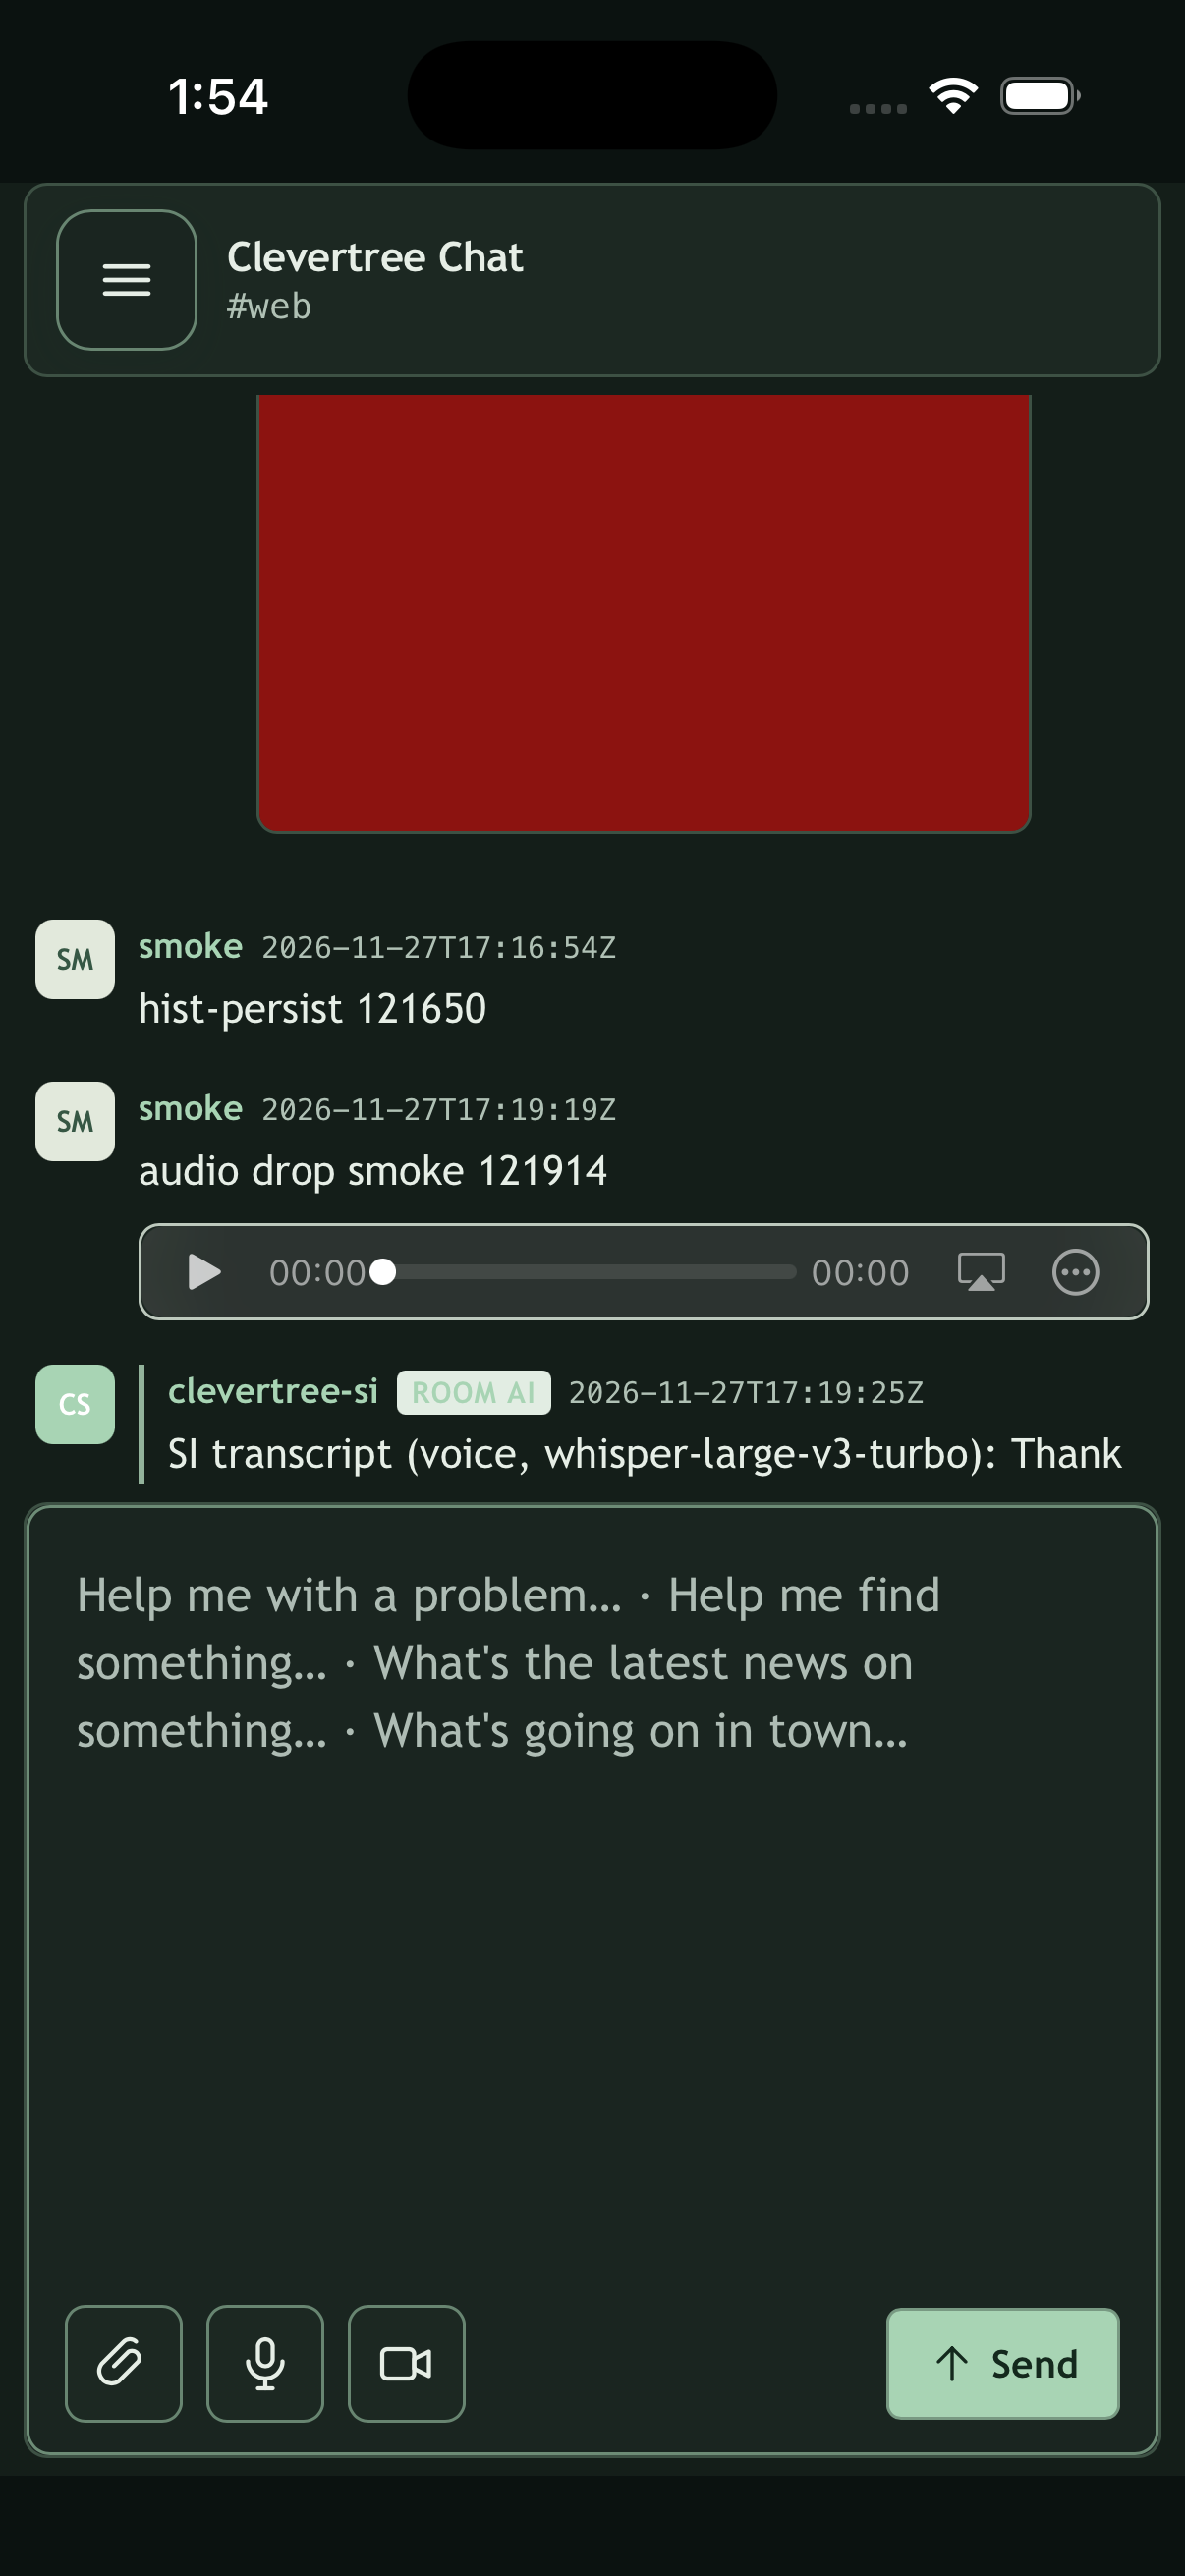 1:54
Clevertree Chat
#web
SM
smoke 2026-11-27T17:16:54Z
hist-persist 121650
SM
smoke 2026-11-27T17:19:19Z
audio drop smoke 121914
00:00 00:00
CS
clevertree-si ROOM AI 2026-11-27T17:19:25Z
SI transcript (voice, whisper-large-v3-turbo): Thank
Help me with a problem… · Help me find
something… · What's the latest news on
something… · What's going on in town…
Send